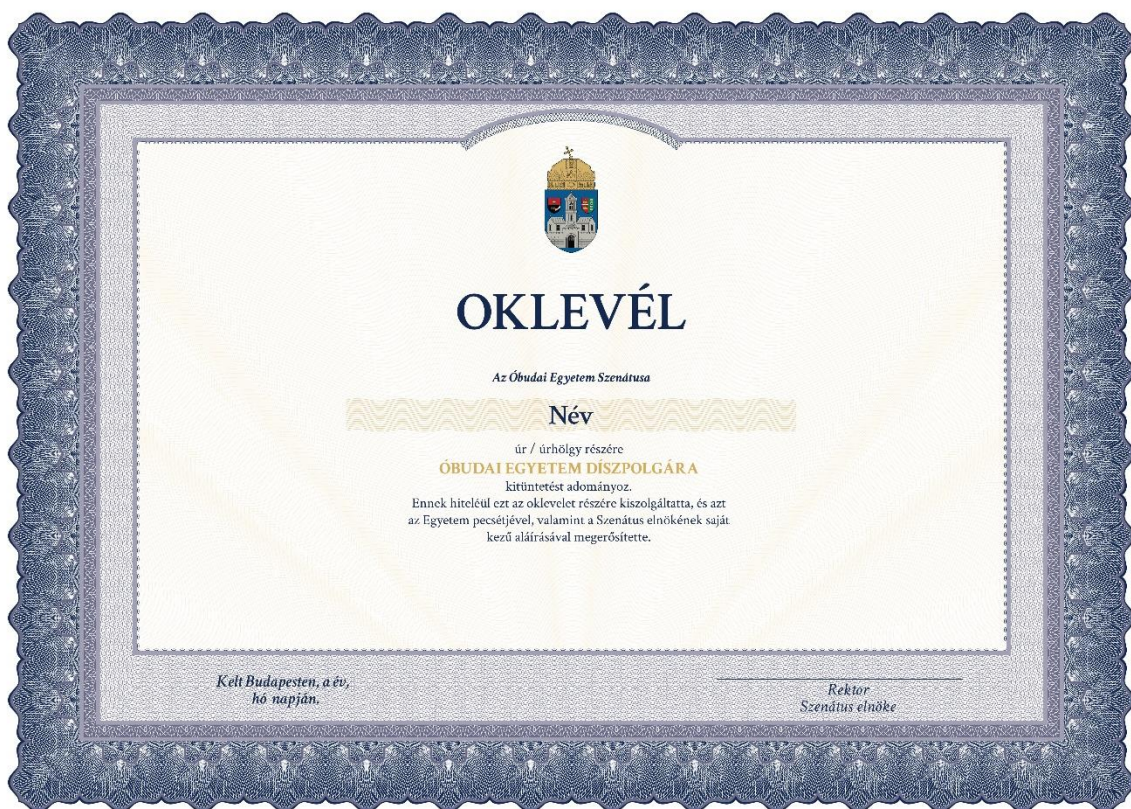 OKLEVÉL
Az Óbudai Egyetem Szenátusa
Név
úr / úrhölgy részére
ÓBUDAI EGYETEM DÍSZPOLGÁRA
kitüntetést adományoz.
Ennek hiteléül ezt az oklevelet részére kiszolgáltatta, és azt
az Egyetem pecsétjével, valamint a Szenátus elnökének saját
kezű aláírásával megerősítette.
Kelt Budapesten, a év,
hó napján.
Rektor
Szenátus elnöke